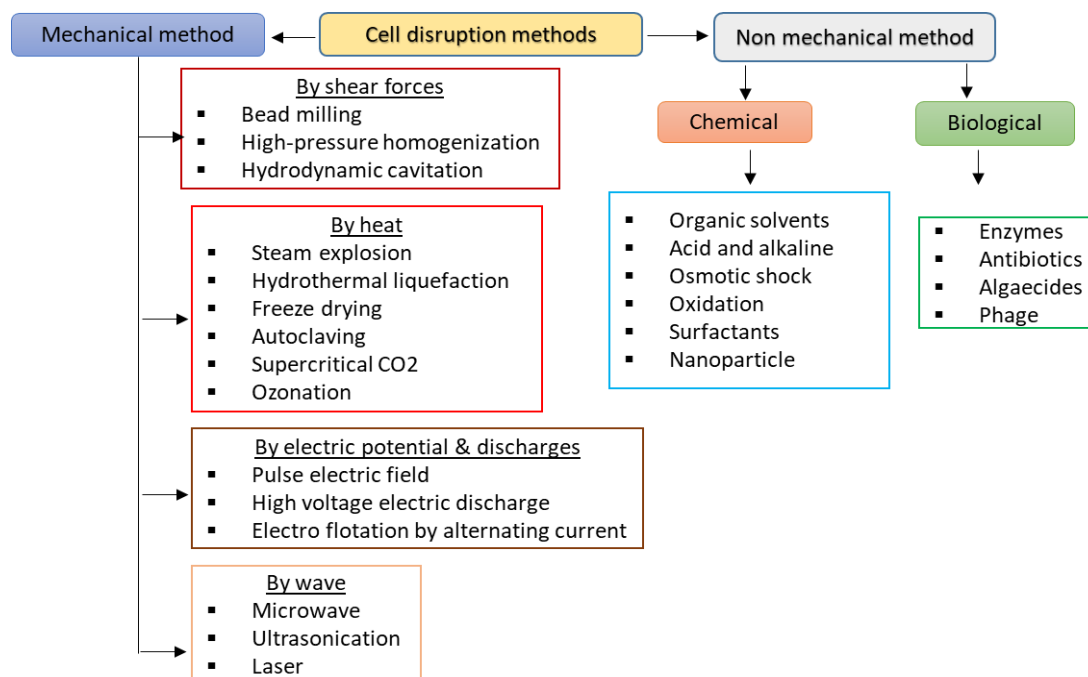 Mechanical method
Cell disruption methods
Non mechanical method
By shear forces
▪ Bead milling
▪ High-pressure homogenization
▪ Hydrodynamic cavitation
By heat
▪ Steam explosion
▪ Hydrothermal liquefaction
▪ Freeze drying
▪ Autoclaving
▪ Supercritical CO2
▪ Ozonation
By electric potential & discharges
▪ Pulse electric field
▪ High voltage electric discharge
▪ Electro flotation by alternating current
By wave
▪ Microwave
▪ Ultrasonication
▪ Laser
Chemical
▪ Organic solvents
▪ Acid and alkaline
▪ Osmotic shock
▪ Oxidation
▪ Surfactants
▪ Nanoparticle
Biological
▪ Enzymes
▪ Antibiotics
▪ Algaecides
▪ Phage